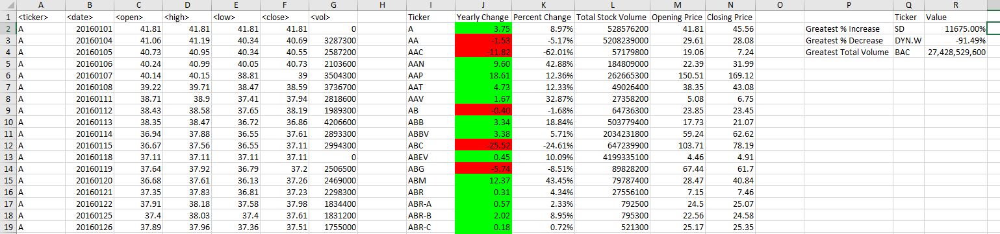 A B C D E F G H I J K L M N O P Q R
1 <ticker> <date> <open> <high> <low> <close> <vol> Ticker Yearly Change Percent Change Total Stock Volume Opening Price Closing Price Ticker Value
2 A 20160101 41.81 41.81 41.81 41.81 0 A 3.75 8.97% 528576200 41.81 45.56 Greatest % Increase SD 11675.00%
3 A 20160104 41.06 41.19 40.34 40.69 3287300 AA -1.53 -5.17% 5208239000 29.61 28.08 Greatest % Decrease DYN.W -91.49%
4 A 20160105 40.73 40.95 40.34 40.55 2587200 AAC -11.82 -62.01% 57179800 19.06 7.24 Greatest Total Volume BAC 27,428,529,600
5 A 20160106 40.24 40.99 40.05 40.73 2103600 AAN 9.60 42.88% 184809000 22.39 31.99
6 A 20160107 40.14 40.15 38.81 39 3504300 AAP 18.61 12.36% 262665300 150.51 169.12
7 A 20160108 39.22 39.71 38.47 38.59 3736700 AAT 4.73 12.33% 49026400 38.35 43.08
8 A 20160111 38.71 38.9 37.41 37.94 2818600 AAV 1.67 32.87% 27358200 5.08 6.75
9 A 20160112 38.43 38.58 37.65 38.19 1989300 AB -0.40 -1.68% 64736300 23.85 23.45
10 A 20160113 38.35 38.47 36.72 36.86 4206600 ABB 3.34 18.84% 503779400 17.73 21.07
11 A 20160114 36.94 37.88 36.55 37.61 2893300 ABBV 3.38 5.71% 2034231800 59.24 62.62
12 A 20160115 36.67 37.56 36.55 37.11 2994300 ABC -25.52 -24.61% 647239900 103.71 78.19
13 A 20160118 37.11 37.11 37.11 37.11 0 ABEV 0.45 10.09% 4199335100 4.46 4.91
14 A 20160119 37.64 37.92 36.79 37.2 2506500 ABG -5.74 -8.51% 89828200 67.44 61.7
15 A 20160120 36.68 37.61 36.13 37.26 2469000 ABM 12.37 43.45% 79787400 28.47 40.84
16 A 20160121 37.35 37.83 36.81 37.23 2298300 ABR 0.31 4.34% 27556100 7.15 7.46
17 A 20160122 37.91 38.18 37.58 37.98 1834400 ABR-A 0.57 2.33% 792500 24.5 25.07
18 A 20160125 37.4 38.03 37.4 37.61 1831200 ABR-B 2.02 8.95% 795300 22.56 24.58
19 A 20160126 37.89 37.96 37.36 37.51 1755000 ABR-C 0.18 0.72% 521300 25.17 25.35